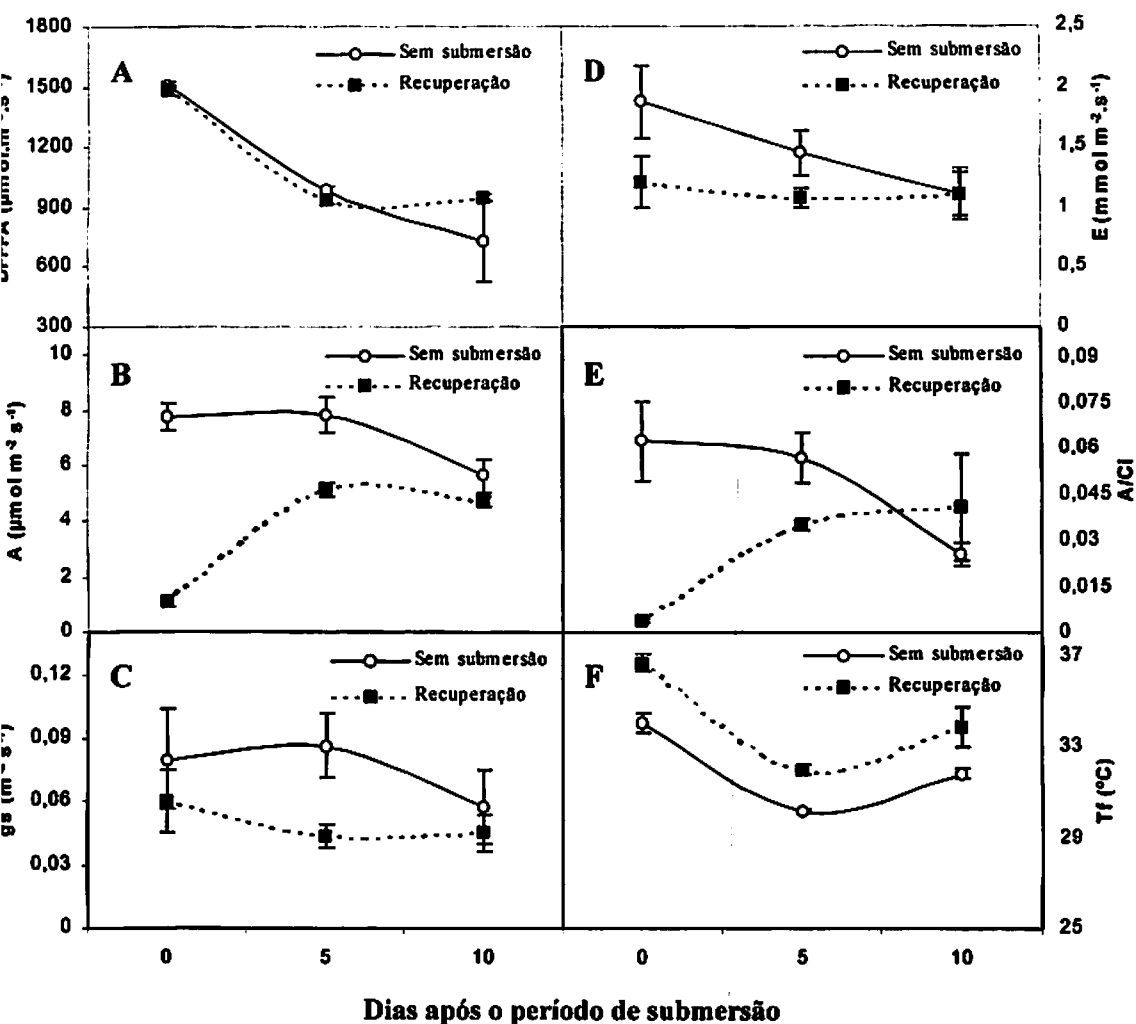 A
Sem submersão
Recuperação
1800
1500
1200
900
600
300
D
Sem submersão
Recuperação
2,5
2
1,5
1
0,5
0
E (mmol m⁻².s⁻¹)
B
Sem submersão
Recuperação
10
8
6
4
2
0
A (µmol m⁻² s⁻¹)
E
Sem submersão
Recuperação
0,09
0,075
0,06
0,045
0,03
0,015
0
A/Ci
C
Sem submersão
Recuperação
0,12
0,09
0,06
0,03
0
gs
F
Sem submersão
Recuperação
37
33
29
25
Tf (ºC)
0 5 10
0 5 10
Dias após o período de submersão